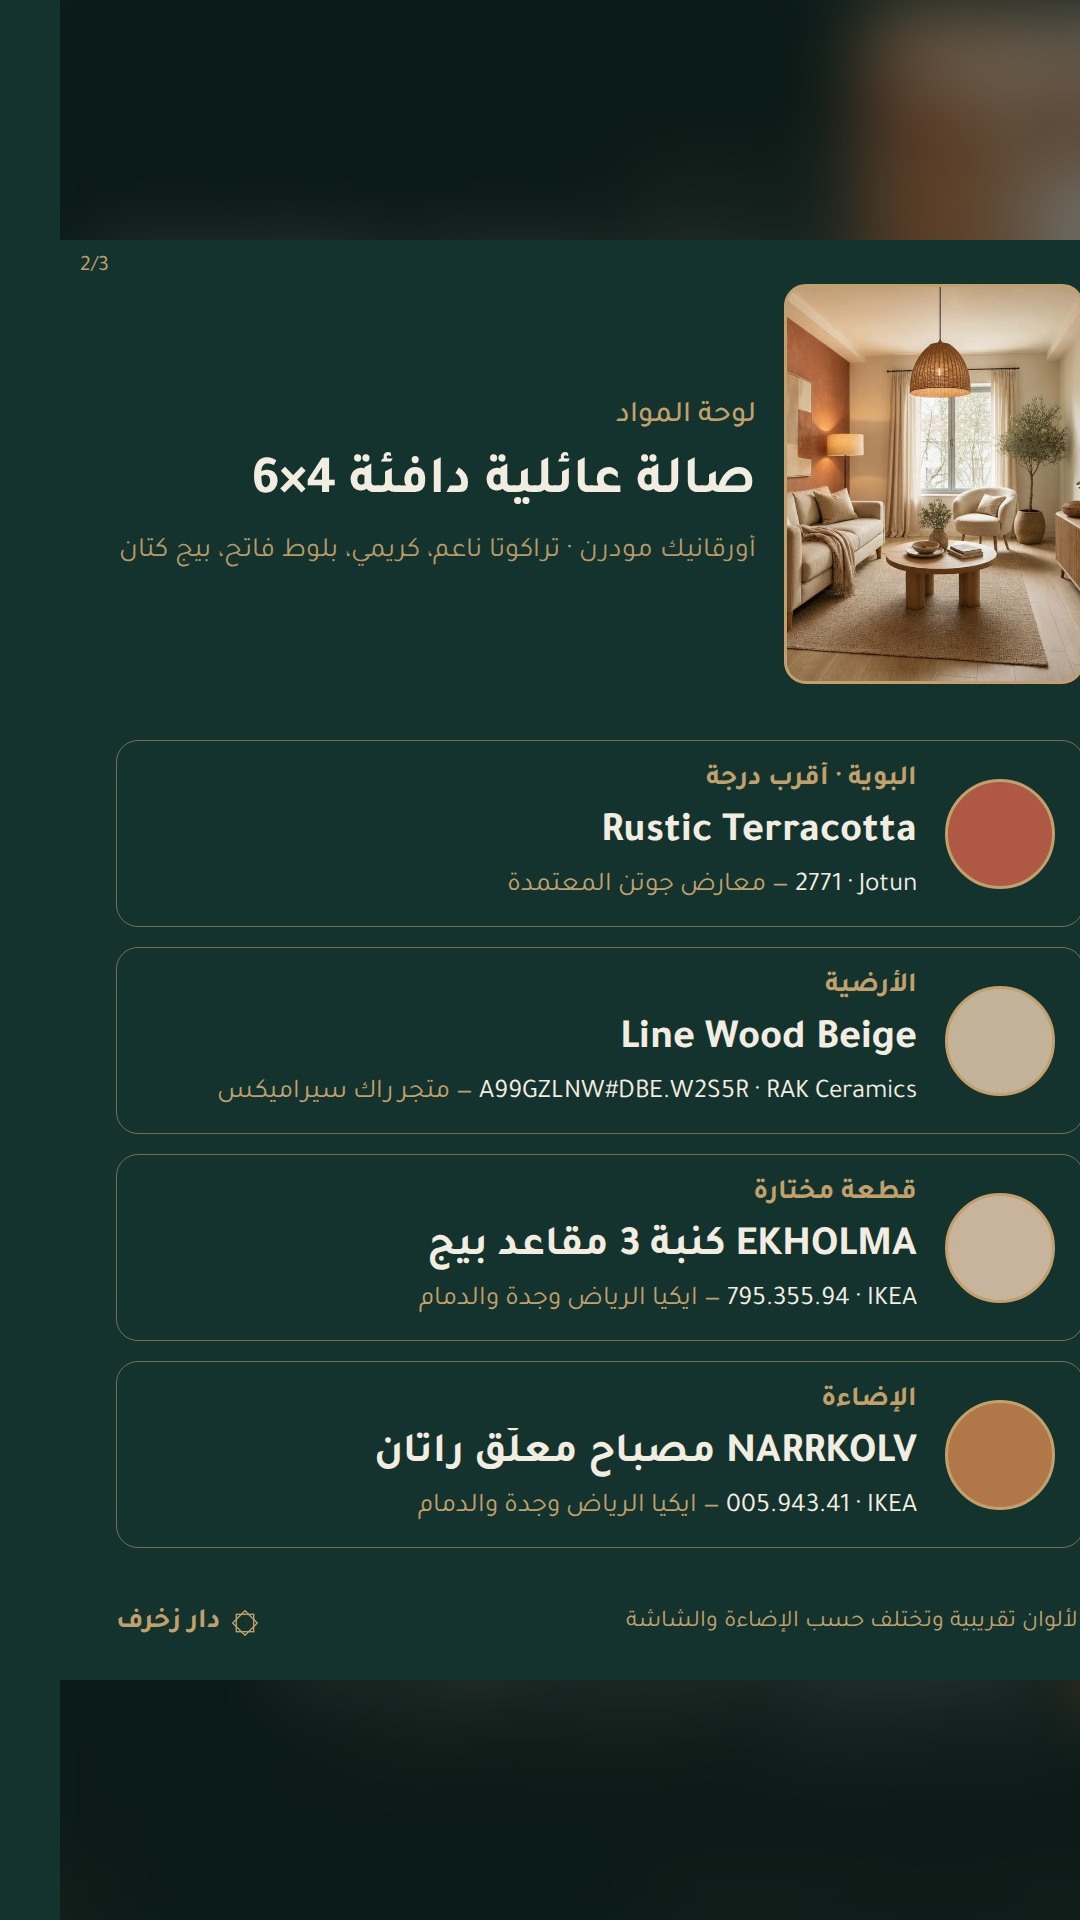 2/3
لوحة المواد
صالة عائلية دافئة 4×6
أورقانيك مودرن · تراكوتا ناعم، كريمي، بلوط فاتح، بيج كتان
البوية · أقرب درجة
Rustic Terracotta
Jotun · 2771 – معارض جوتن المعتمدة
الأرضية
Line Wood Beige
RAK Ceramics · A99GZLNW#DBE.W2S5R – متجر راك سيراميكس
قطعة مختارة
EKHOLMA كنبة 3 مقاعد بيج
IKEA · 795.355.94 – ايكيا الرياض وجدة والدمام
الإضاءة
NARRKOLV مصباح معلّق راتان
IKEA · 005.943.41 – ايكيا الرياض وجدة والدمام
لألوان تقريبية وتختلف حسب الإضاءة والشاشة
دار زخرف